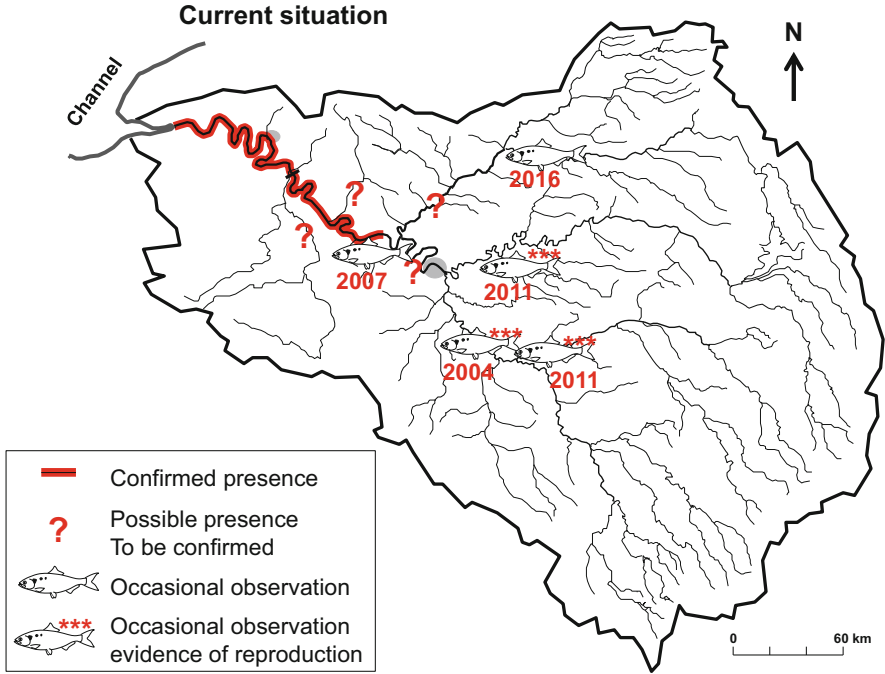 Current situation
N
Channel
2016
?
?
?
2007
?
***
2011
***
2004
***
2011
Confirmed presence
?
Possible presence
To be confirmed
Occasional observation
***
Occasional observation
evidence of reproduction
0
60 km